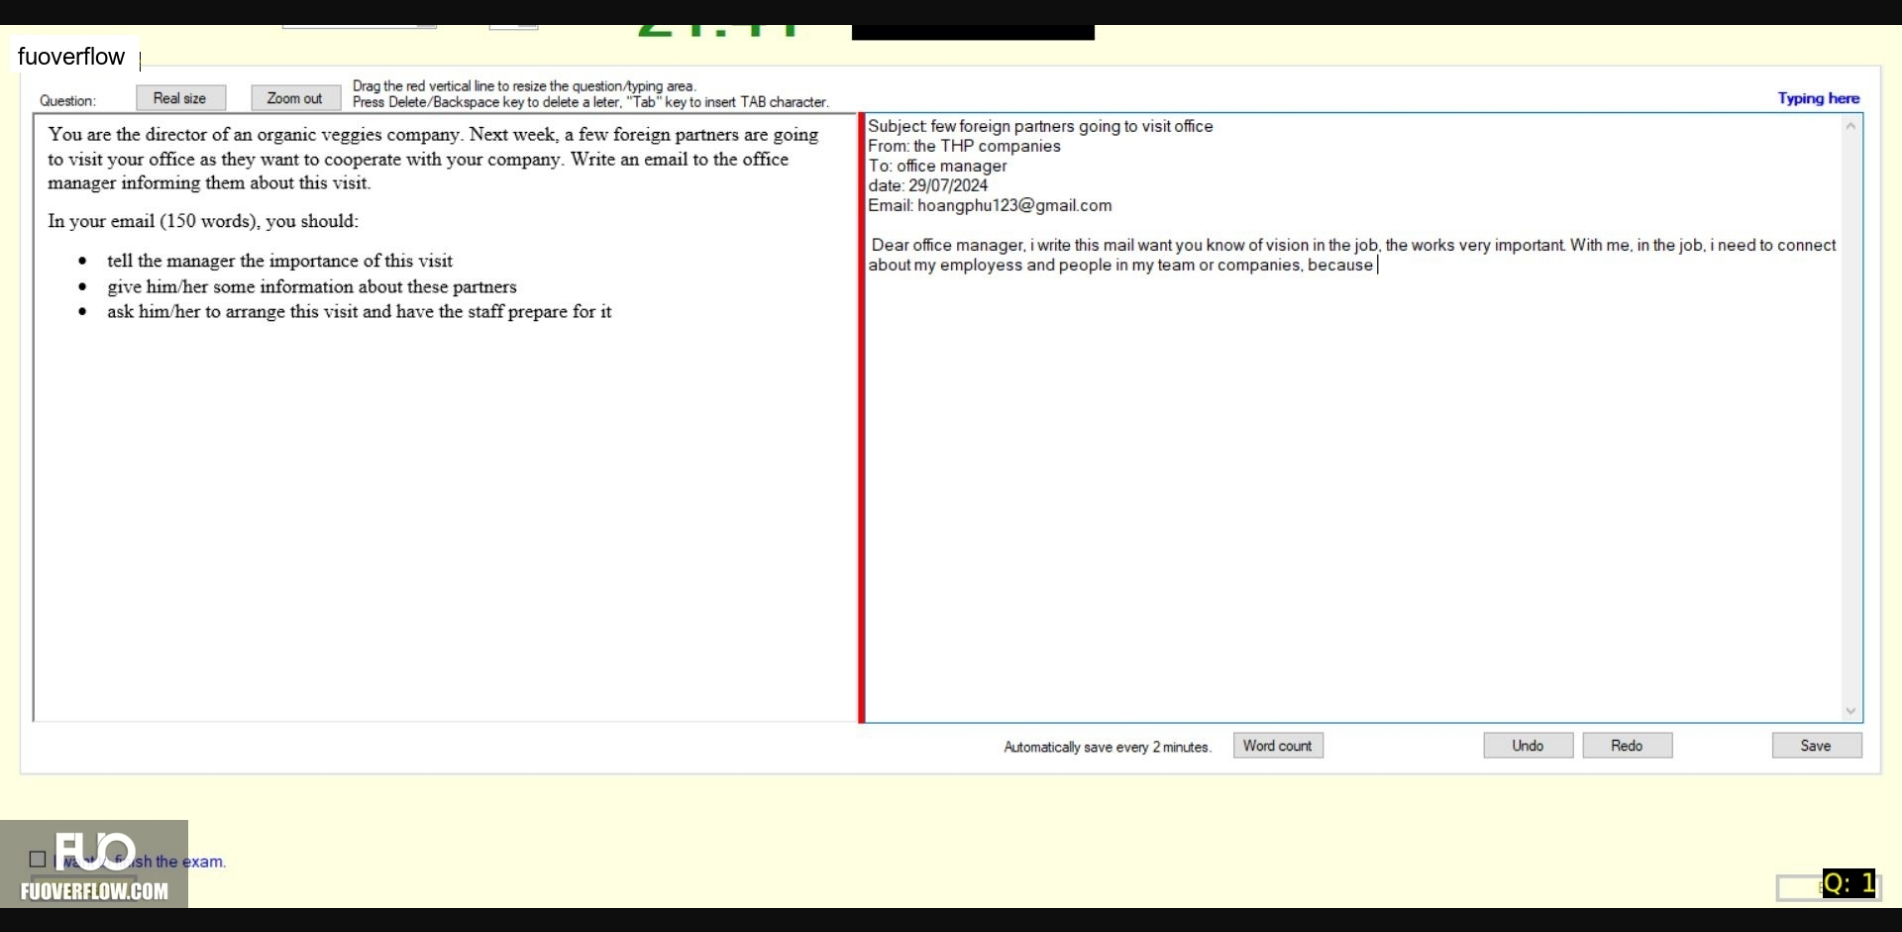 fuoverflow
Question:
Real size
Zoom out
Drag the red vertical line to resize the question/typing area.
Press Delete/Backspace key to delete a leter, "Tab" key to insert TAB character.
Typing here
You are the director of an organic veggies company. Next week, a few foreign partners are going
to visit your office as they want to cooperate with your company. Write an email to the office
manager informing them about this visit.
In your email (150 words), you should:
• tell the manager the importance of this visit
• give him/her some information about these partners
• ask him/her to arrange this visit and have the staff prepare for it
Subject: few foreign partners going to visit office
From: the THP companies
To: office manager
date: 29/07/2024
Email: hoangphu123@gmail.com
Dear office manager, i write this mail want you know of vision in the job, the works very important. With me, in the job, i need to connect
about my employess and people in my team or companies, because
Automatically save every 2 minutes.
Word count
Undo
Redo
Save
FUO
finish the exam.
FUOVERFLOW.COM
Q: 1